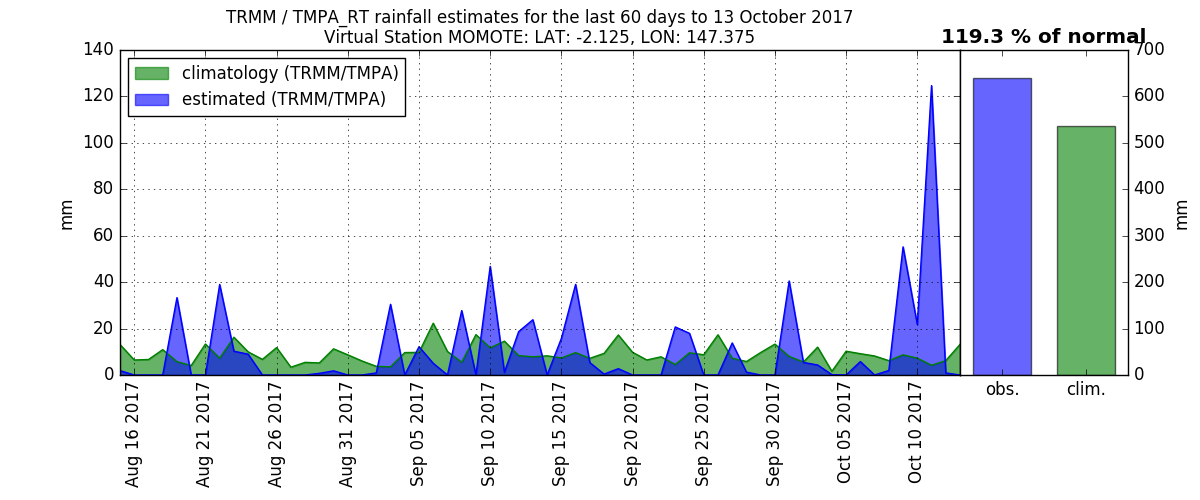 TRMM / TMPA_RT rainfall estimates for the last 60 days to 13 October 2017
Virtual Station MOMOTE: LAT: -2.125, LON: 147.375
119.3 % of normal
climatology (TRMM/TMPA)
estimated (TRMM/TMPA)
140
120
100
80
60
40
20
0
mm
700
600
500
400
300
200
100
0
mm
Aug 16 2017
Aug 21 2017
Aug 26 2017
Aug 31 2017
Sep 05 2017
Sep 10 2017
Sep 15 2017
Sep 20 2017
Sep 25 2017
Sep 30 2017
Oct 05 2017
Oct 10 2017
obs.
clim.